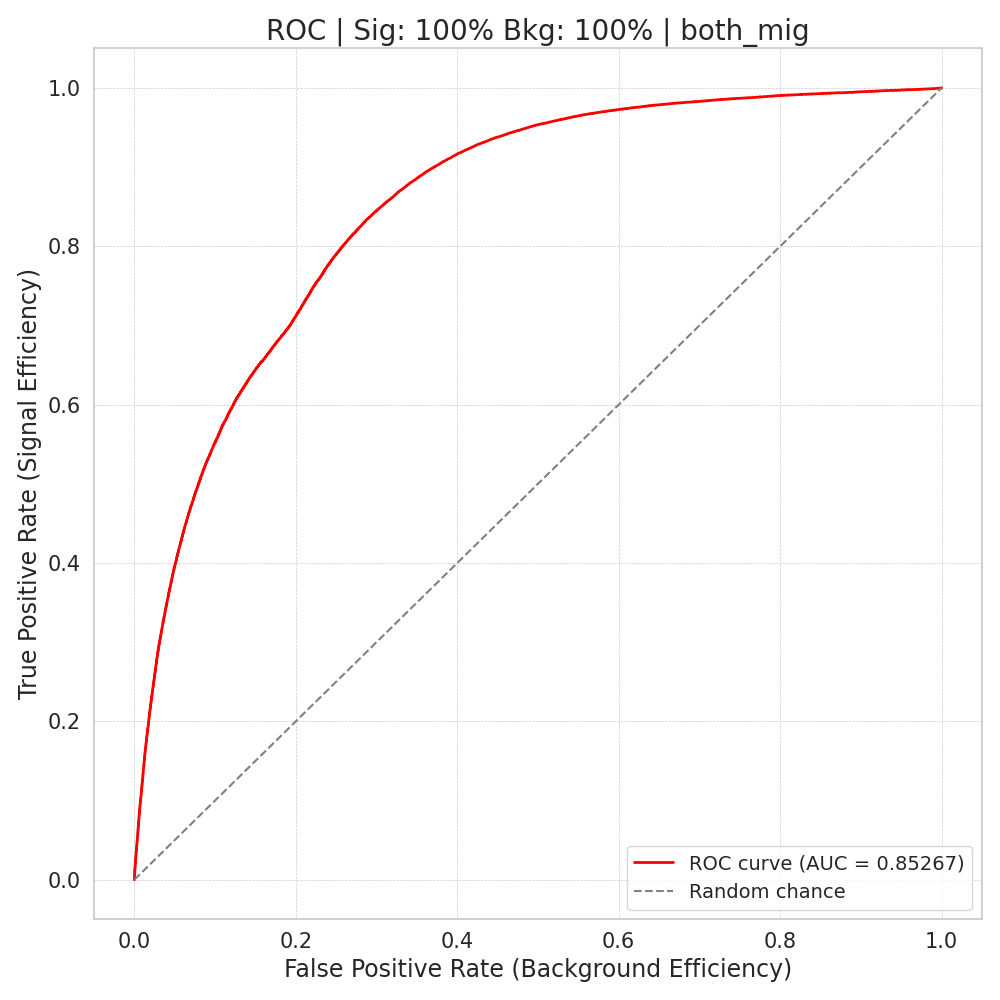 ROC | Sig: 100% Bkg: 100% | both_mig
True Positive Rate (Signal Efficiency)
1.0
0.8
0.6
0.4
0.2
0.0
ROC curve (AUC = 0.85267)
Random chance
0.0 0.2 0.4 0.6 0.8 1.0
False Positive Rate (Background Efficiency)